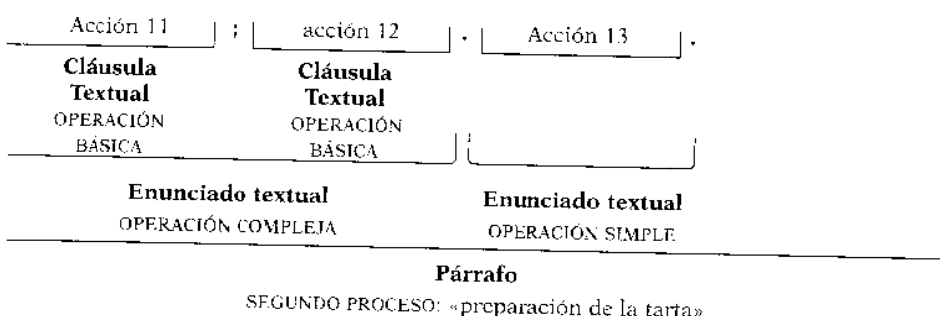 Acción 11 ; acción 12 . Acción 13 .
Cláusula Cláusula
Textual Textual
OPERACIÓN OPERACIÓN
BÁSICA BÁSICA
Enunciado textual Enunciado textual
OPERACIÓN COMPLEJA OPERACIÓN SIMPLE
Párrafo
SEGUNDO PROCESO: «preparación de la tarta»